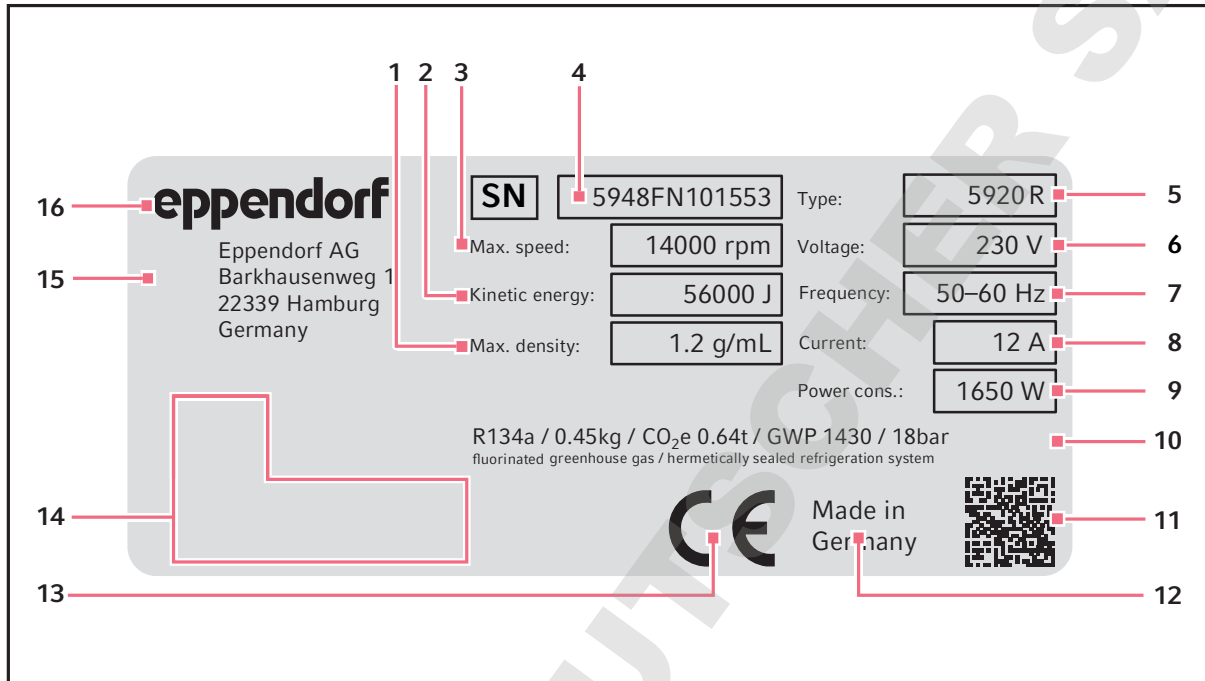 1 2 3 4
16 eppendorf SN 5948FN101553 Type: 5920 R 5
Eppendorf AG Max. speed: 14000 rpm Voltage: 230 V 6
15 Barkhausenweg 1
22339 Hamburg Kinetic energy: 56000 J Frequency: 50–60 Hz 7
Germany Max. density: 1.2 g/mL Current: 12 A 8
Power cons.: 1650 W 9
R134a / 0.45kg / CO₂e 0.64t / GWP 1430 / 18bar 10
fluorinated greenhouse gas / hermetically sealed refrigeration system
14 CE Made in 11
Germany
13 12